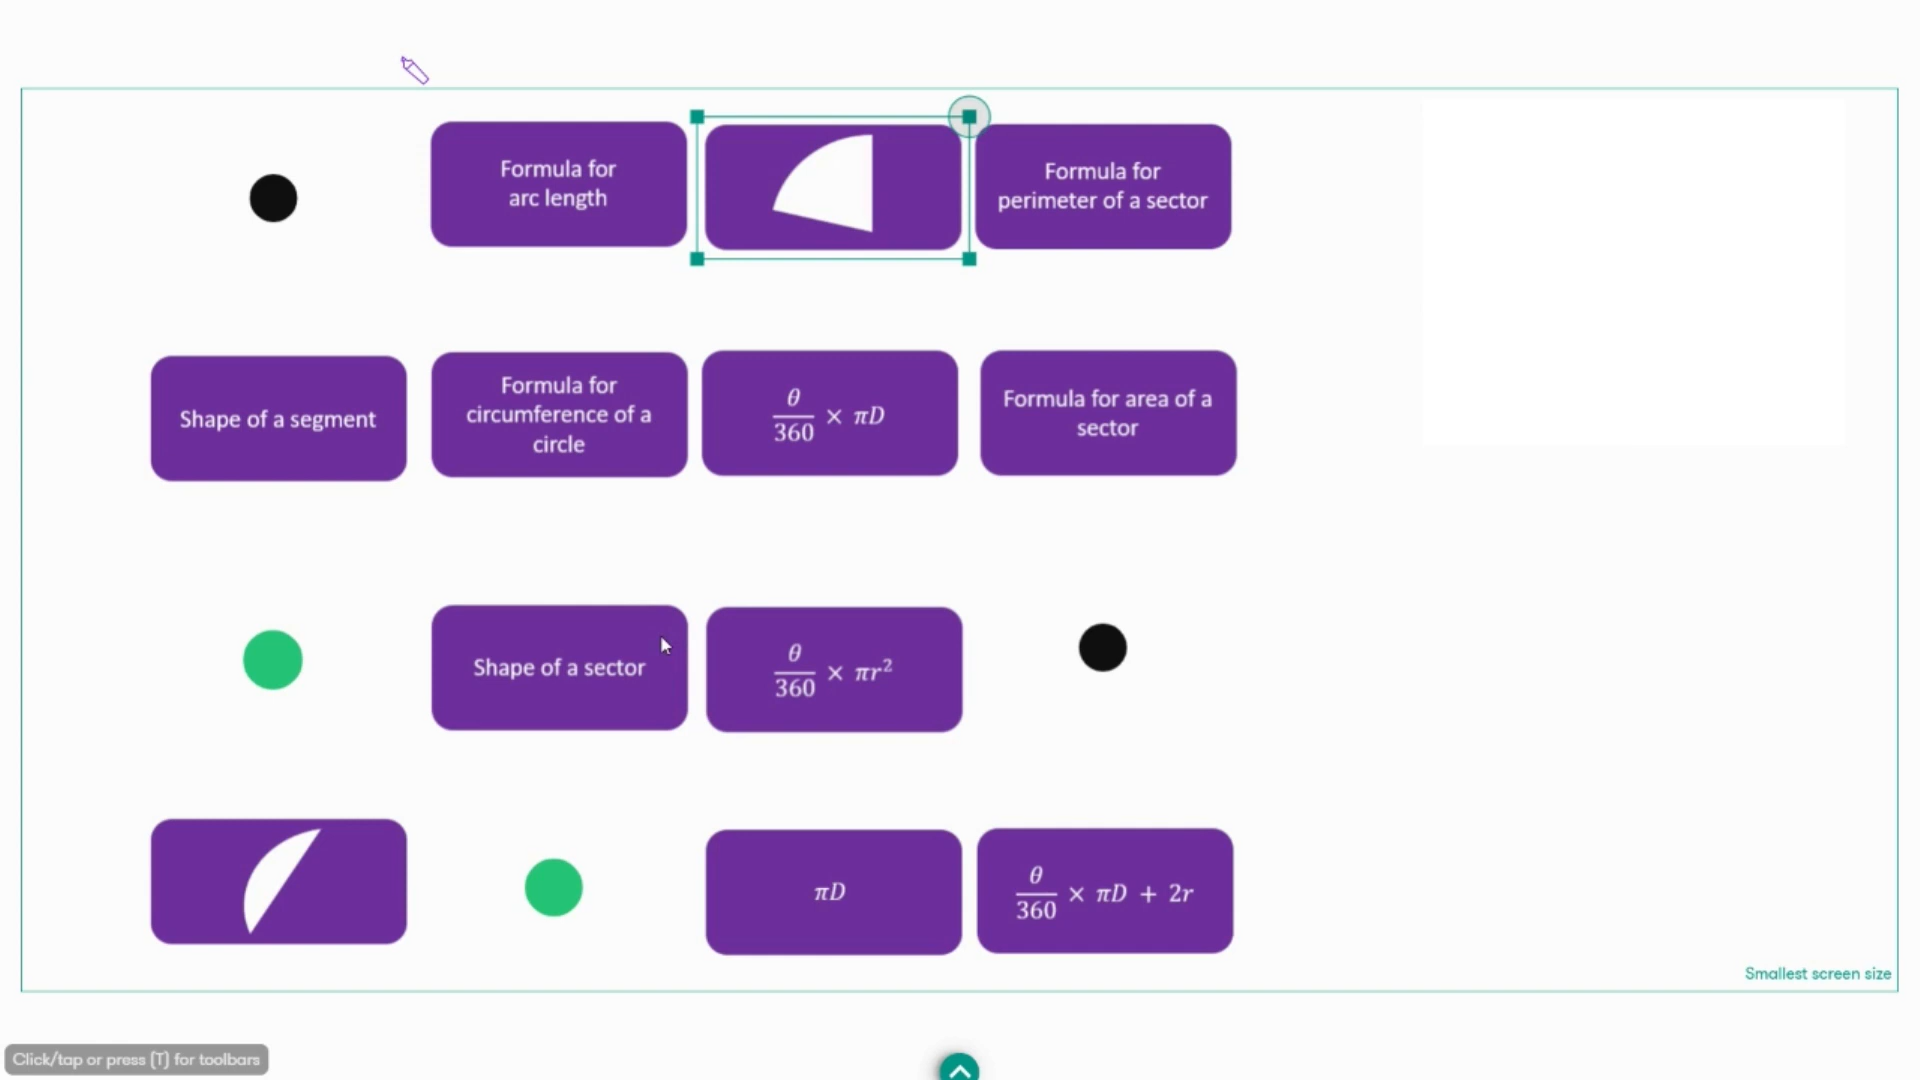 Formula for
arc length
Formula for
perimeter of a sector
Shape of a segment
Formula for
circumference of a
circle
θ/360 × πD
Formula for area of a
sector
Shape of a sector
θ/360 × πr²
πD
θ/360 × πD + 2r
Smallest screen size
Click/tap or press (T) for toolbars